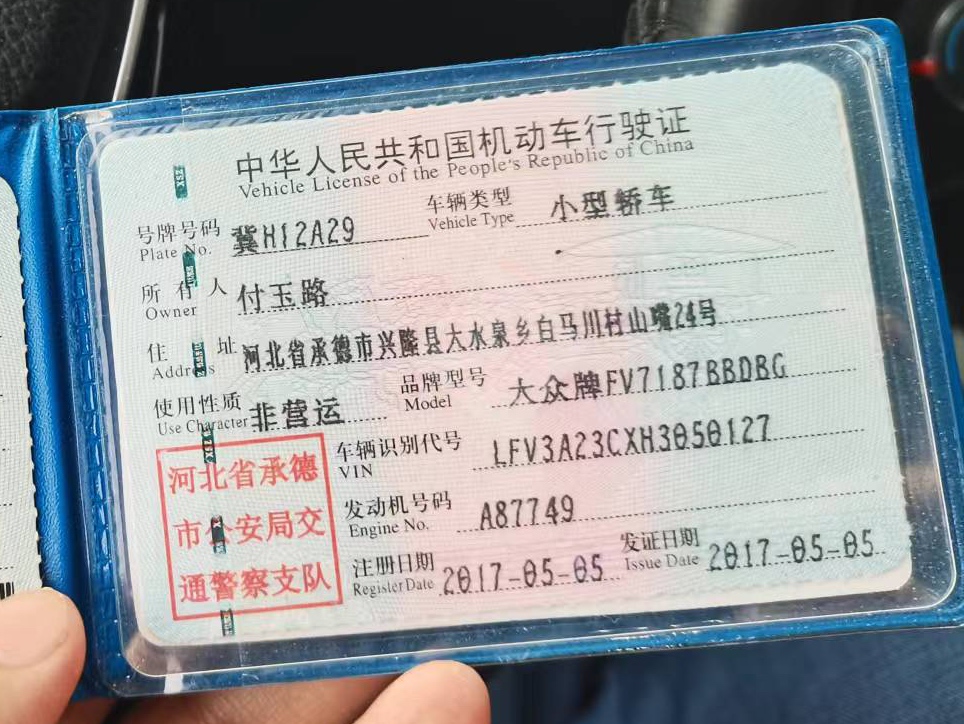 中华人民共和国机动车行驶证
Vehicle License of the People's Republic of China
号牌号码 冀H12A29 车辆类型 小型轿车
Plate No. Vehicle Type
所有人 付玉路
Owner
住址 河北省承德市兴隆县大水泉乡白马川村山嘴24号
Address
使用性质 非营运 品牌型号 大众牌FV7187BBDBG
Use Character Model
车辆识别代号 LFV3A23CXH3050127
VIN
河北省承德
市公安局交
通警察支队
发动机号码 A87749
Engine No.
注册日期 2017-05-05 发证日期 2017-05-05
Register Date Issue Date